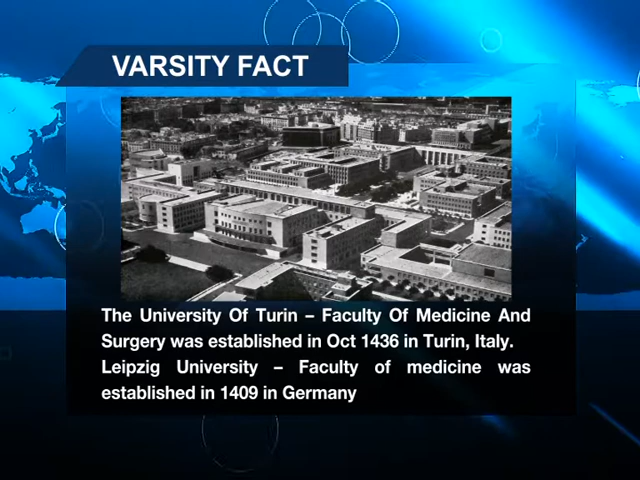 VARSITY FACT
The University Of Turin – Faculty Of Medicine And
Surgery was established in Oct 1436 in Turin, Italy.
Leipzig University – Faculty of medicine was
established in 1409 in Germany